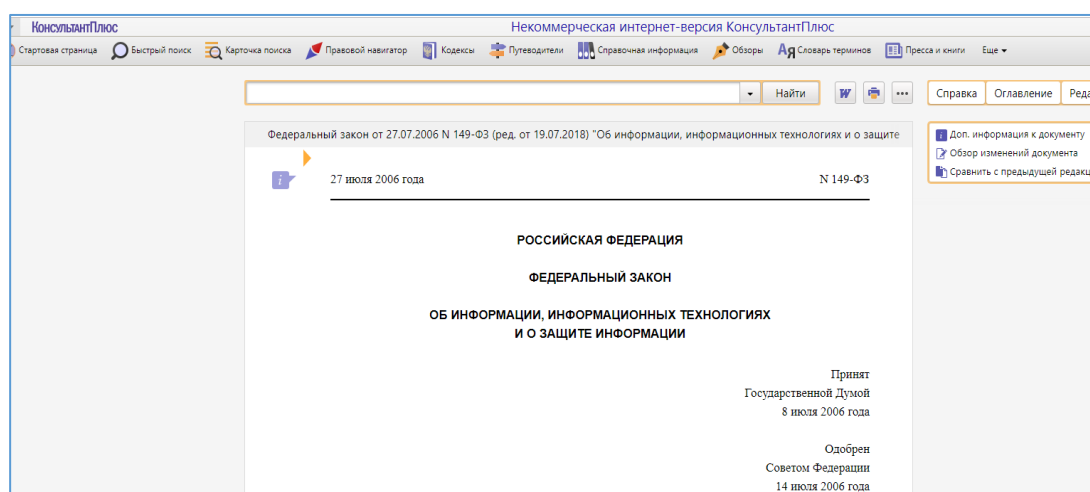 КонсультантПлюс
Некоммерческая интернет-версия КонсультантПлюс
Стартовая страница Быстрый поиск Карточка поиска Правовой навигатор Кодексы Путеводители Справочная информация Обзоры Словарь терминов Пресса и книги Еще
Найти W ... Справка Оглавление Реда
Федеральный закон от 27.07.2006 N 149-ФЗ (ред. от 19.07.2018) "Об информации, информационных технологиях и о защите
i Доп. информация к документу
Обзор изменений документа
Сравнить с предыдущей редакц
i 27 июля 2006 года N 149-ФЗ
РОССИЙСКАЯ ФЕДЕРАЦИЯ
ФЕДЕРАЛЬНЫЙ ЗАКОН
ОБ ИНФОРМАЦИИ, ИНФОРМАЦИОННЫХ ТЕХНОЛОГИЯХ
И О ЗАЩИТЕ ИНФОРМАЦИИ
Принят
Государственной Думой
8 июля 2006 года
Одобрен
Советом Федерации
14 июля 2006 года